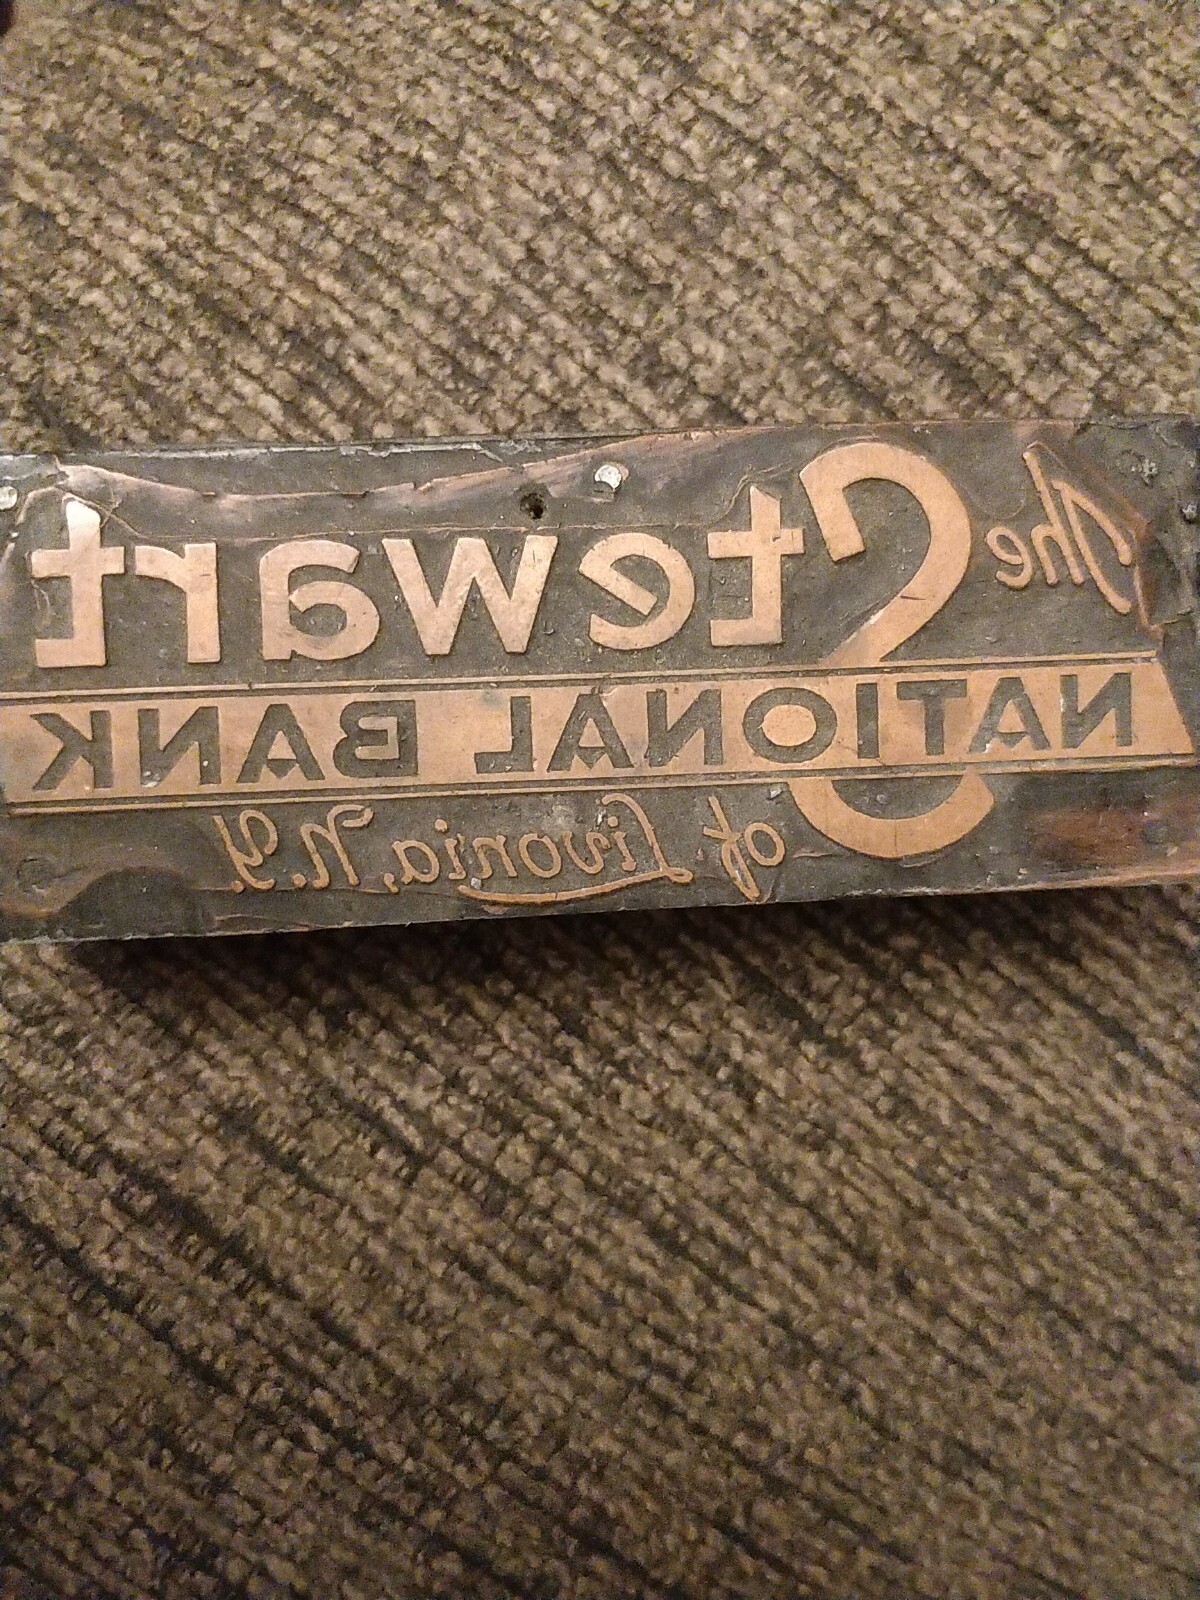 The Stewart
NATIONAL BANK
of Livonia, N.Y.